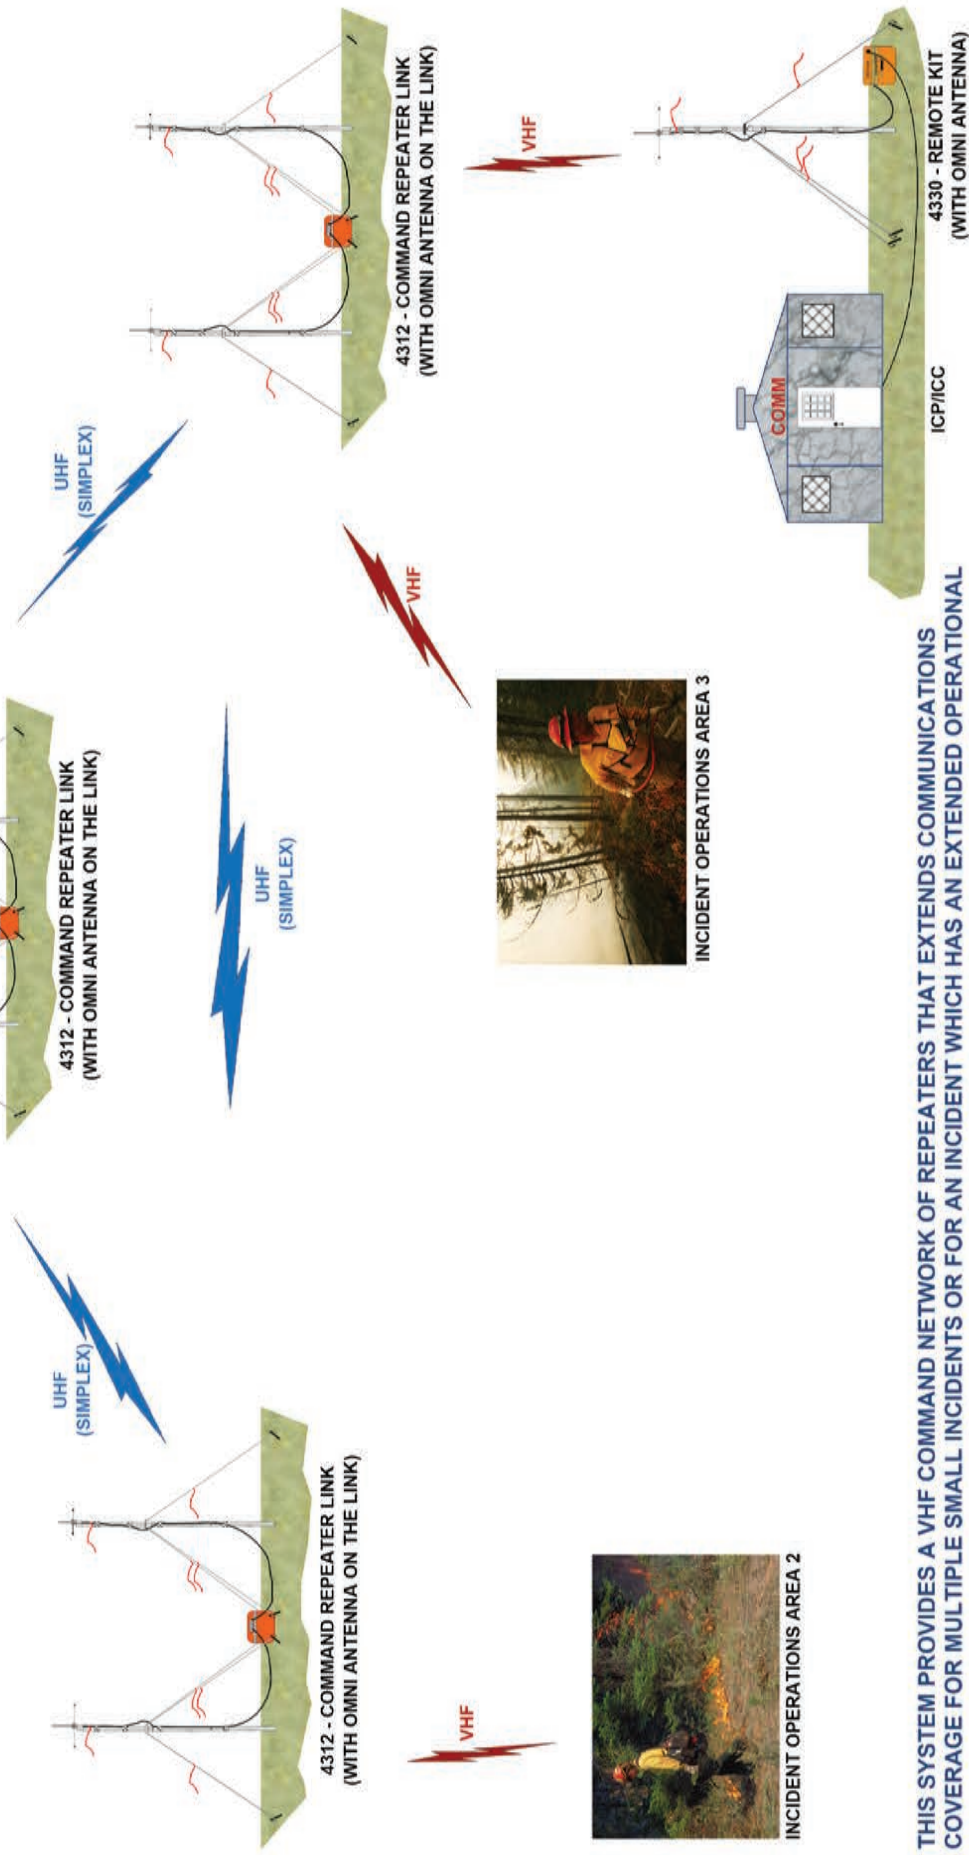 UHF
(SIMPLEX)
UHF
(SIMPLEX)
4312 - COMMAND REPEATER LINK
(WITH OMNI ANTENNA ON THE LINK)
UHF
(SIMPLEX)
4312 - COMMAND REPEATER LINK
(WITH OMNI ANTENNA ON THE LINK)
4312 - COMMAND REPEATER LINK
(WITH OMNI ANTENNA ON THE LINK)
VHF
VHF
VHF
INCIDENT OPERATIONS AREA 2
INCIDENT OPERATIONS AREA 3
COMM
ICP/ICC
4330 - REMOTE KIT
(WITH OMNI ANTENNA)
THIS SYSTEM PROVIDES A VHF COMMAND NETWORK OF REPEATERS THAT EXTENDS COMMUNICATIONS
COVERAGE FOR MULTIPLE SMALL INCIDENTS OR FOR AN INCIDENT WHICH HAS AN EXTENDED OPERATIONAL